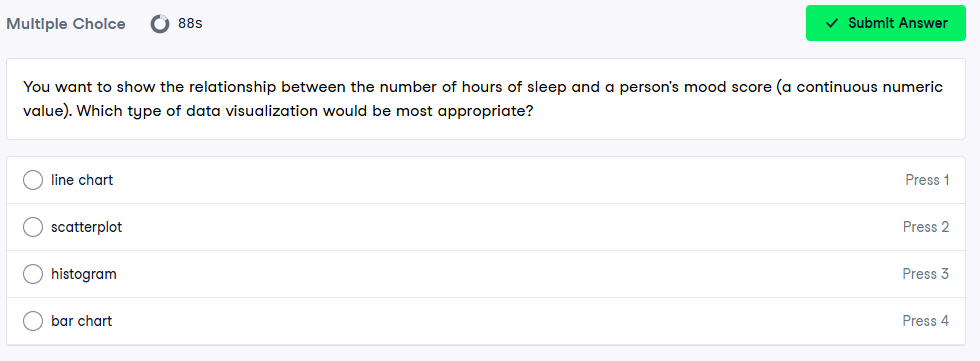 Multiple Choice
88s
Submit Answer
You want to show the relationship between the number of hours of sleep and a person's mood score (a continuous numeric
value). Which type of data visualization would be most appropriate?
line chart
Press 1
scatterplot
Press 2
histogram
Press 3
bar chart
Press 4